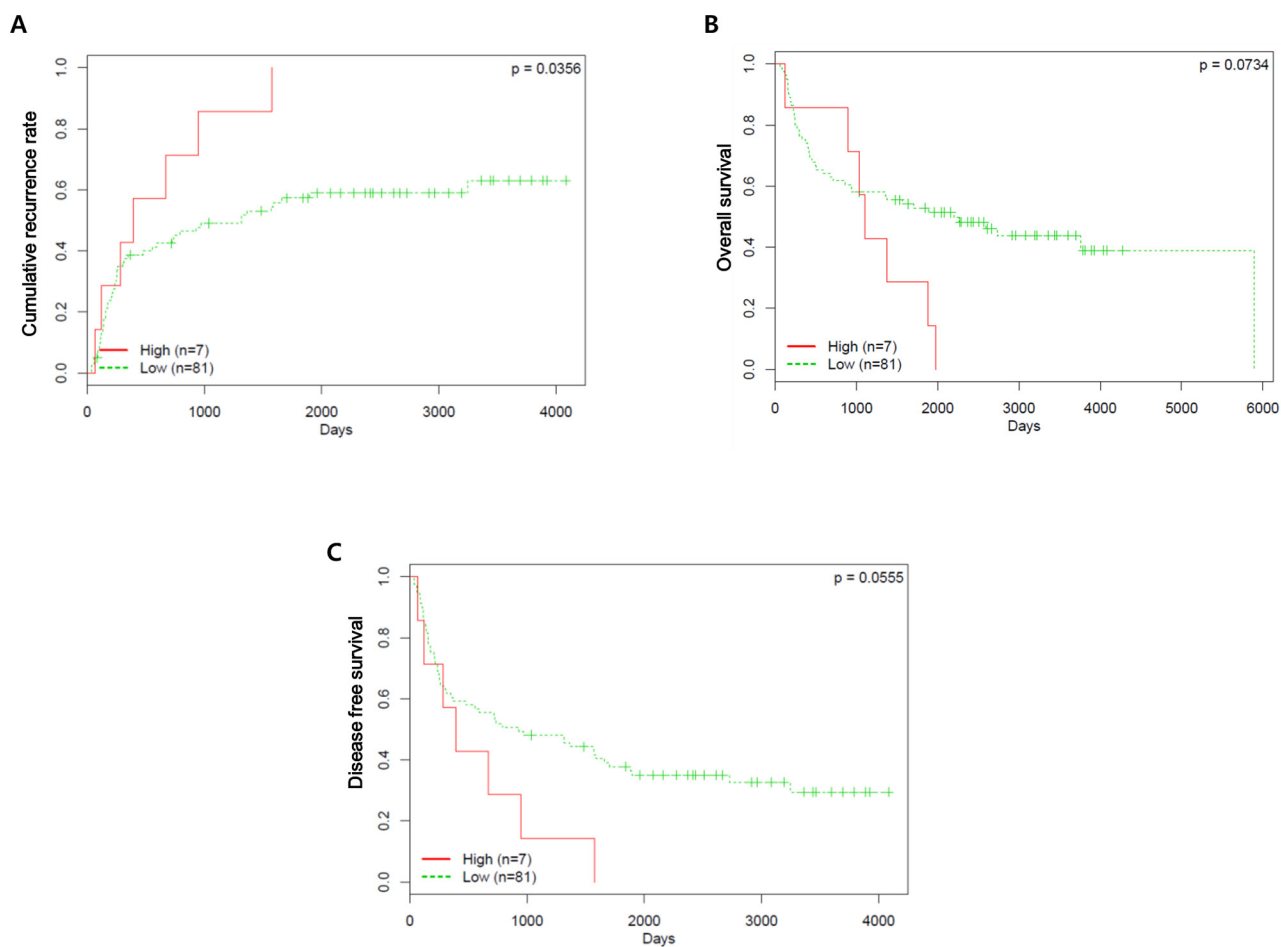 A
p = 0.0356
Cumulative recurrence rate
1.0
0.8
0.6
0.4
0.2
0.0
High (n=7)
Low (n=81)
0 1000 2000 3000 4000
Days
B
p = 0.0734
Overall survival
1.0
0.8
0.6
0.4
0.2
0.0
High (n=7)
Low (n=81)
0 1000 2000 3000 4000 5000 6000
Days
C
p = 0.0555
Disease free survival
1.0
0.8
0.6
0.4
0.2
0.0
High (n=7)
Low (n=81)
0 1000 2000 3000 4000
Days